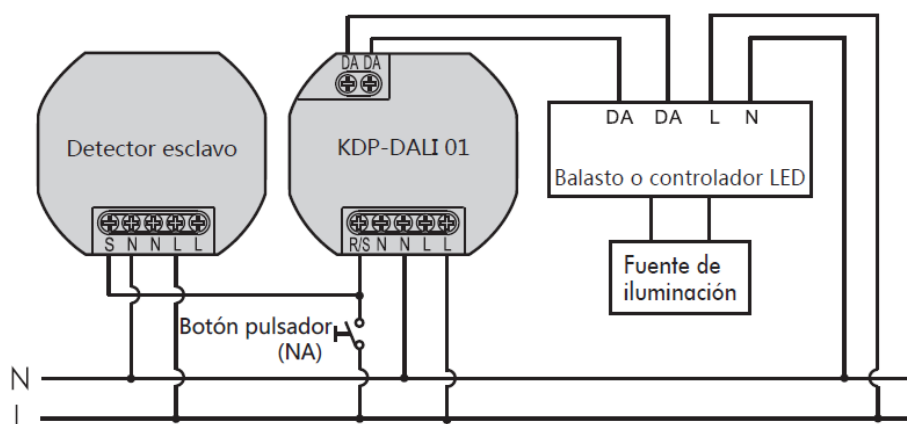 DA DA
DA DA L N
Detector esclavo
KDP-DALI 01
Balasto o controlador LED
S N N L L
R/S N N L L
Fuente de
iluminación
Botón pulsador
(NA)
N
L